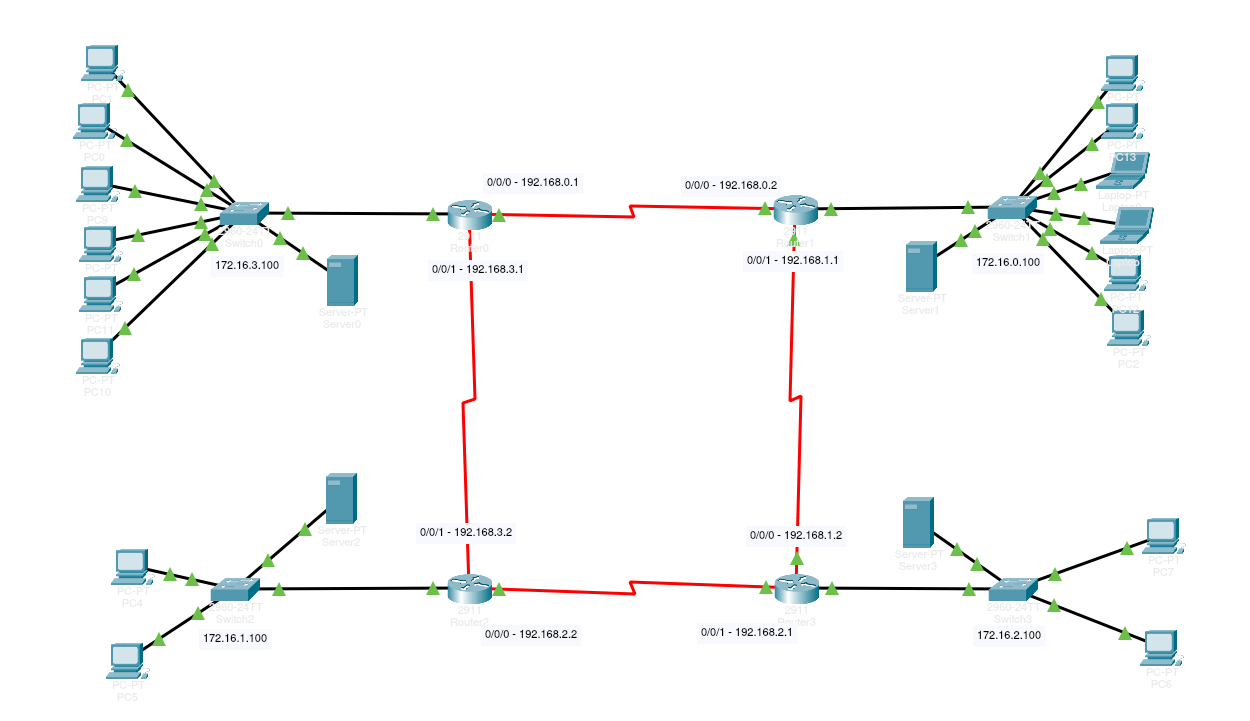 PC-PT
PC1
PC-PT
PC0
PC-PT
PC9
PC-PT
PC-PT
PC11
PC-PT
PC10
2960-24TT
Switch0
172.16.3.100
Server-PT
Server0
0/0/0 - 192.168.0.1
2911
Router0
0/0/1 - 192.168.3.1
0/0/0 - 192.168.0.2
2911
Router1
0/0/1 - 192.168.1.1
Server-PT
Server1
2960-24TT
Switch1
172.16.0.100
PC-PT
PC-PT
PC13
Laptop-PT
Laptop0
Laptop-PT
PC-PT
PC12
PC-PT
PC2
Server-PT
Server2
PC-PT
PC4
PC-PT
PC5
2960-24TT
Switch2
172.16.1.100
0/0/1 - 192.168.3.2
2911
Router2
0/0/0 - 192.168.2.2
0/0/0 - 192.168.1.2
2911
Router3
0/0/1 - 192.168.2.1
Server-PT
Server3
2960-24TT
Switch3
172.16.2.100
PC-PT
PC7
PC-PT
PC6